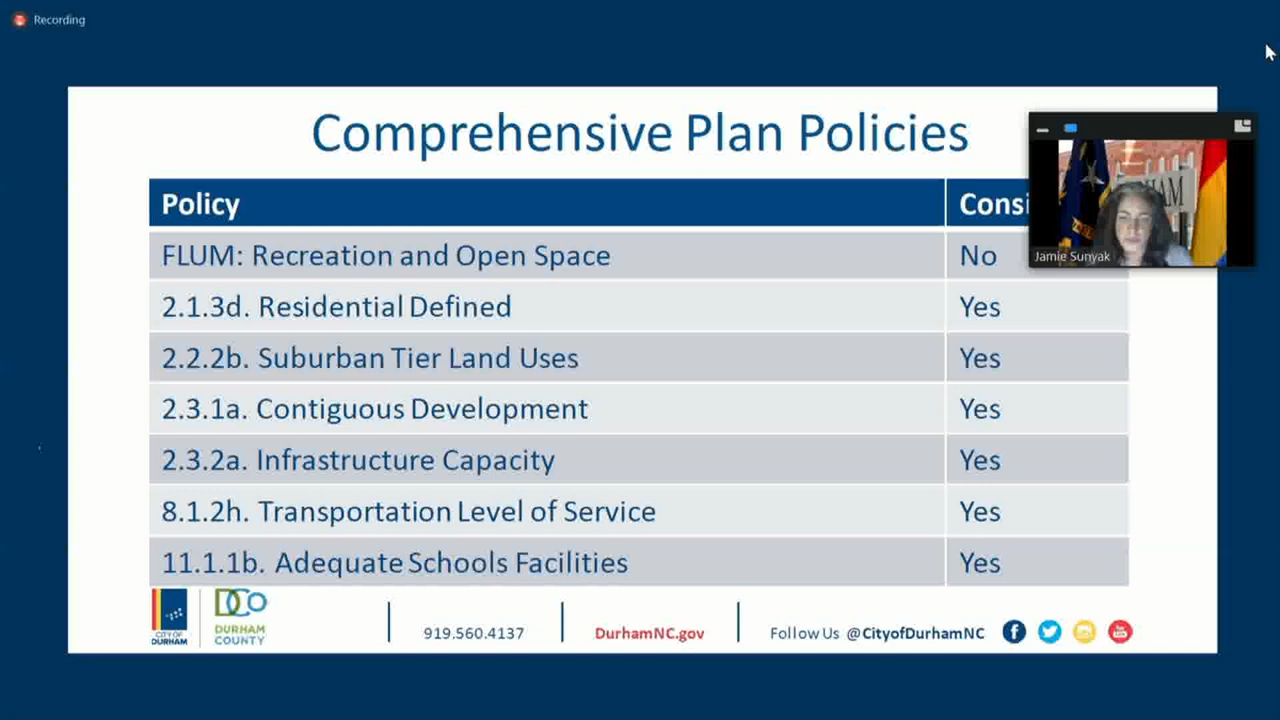 Recording
Comprehensive Plan Policies
Policy
FLUM: Recreation and Open Space No
Jamie Sunyak
2.1.3d. Residential Defined Yes
2.2.2b. Suburban Tier Land Uses Yes
2.3.1a. Contiguous Development Yes
2.3.2a. Infrastructure Capacity Yes
8.1.2h. Transportation Level of Service Yes
11.1.1b. Adequate Schools Facilities Yes
CITY OF DURHAM
DCO DURHAM COUNTY
919.560.4137 DurhamNC.gov Follow Us @CityofDurhamNC